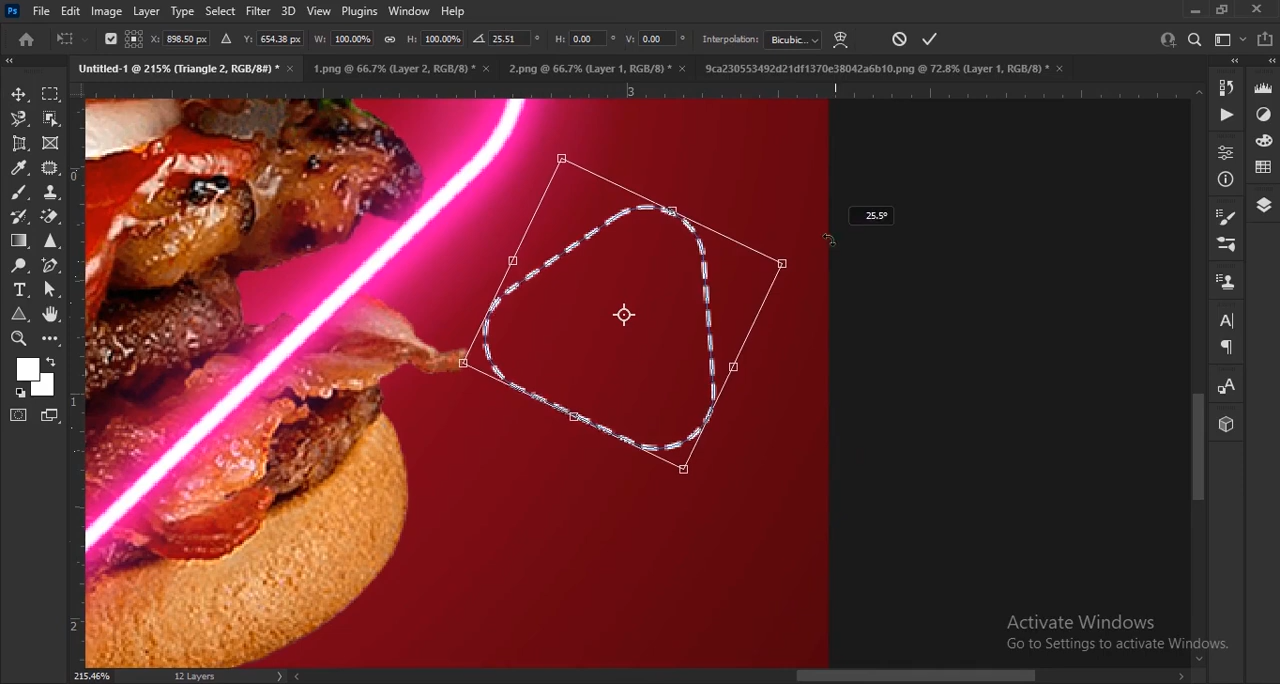 Ps File Edit Image Layer Type Select Filter 3D View Plugins Window Help
X: 898.50 px Y: 654.38 px W: 100.00% H: 100.00% 25.51 ° H: 0.00 ° V: 0.00 ° Interpolation: Bicubic...
Untitled-1 @ 215% (Triangle 2, RGB/8#) * × 1.png @ 66.7% (Layer 2, RGB/8) * × 2.png @ 66.7% (Layer 1, RGB/8) * × 9ca230553492d21df1370e38042a6b10.png @ 72.8% (Layer 1, RGB/8) * ×
3
0
25.5°
1
2
Activate Windows
Go to Settings to activate Windows.
215.46% 12 Layers